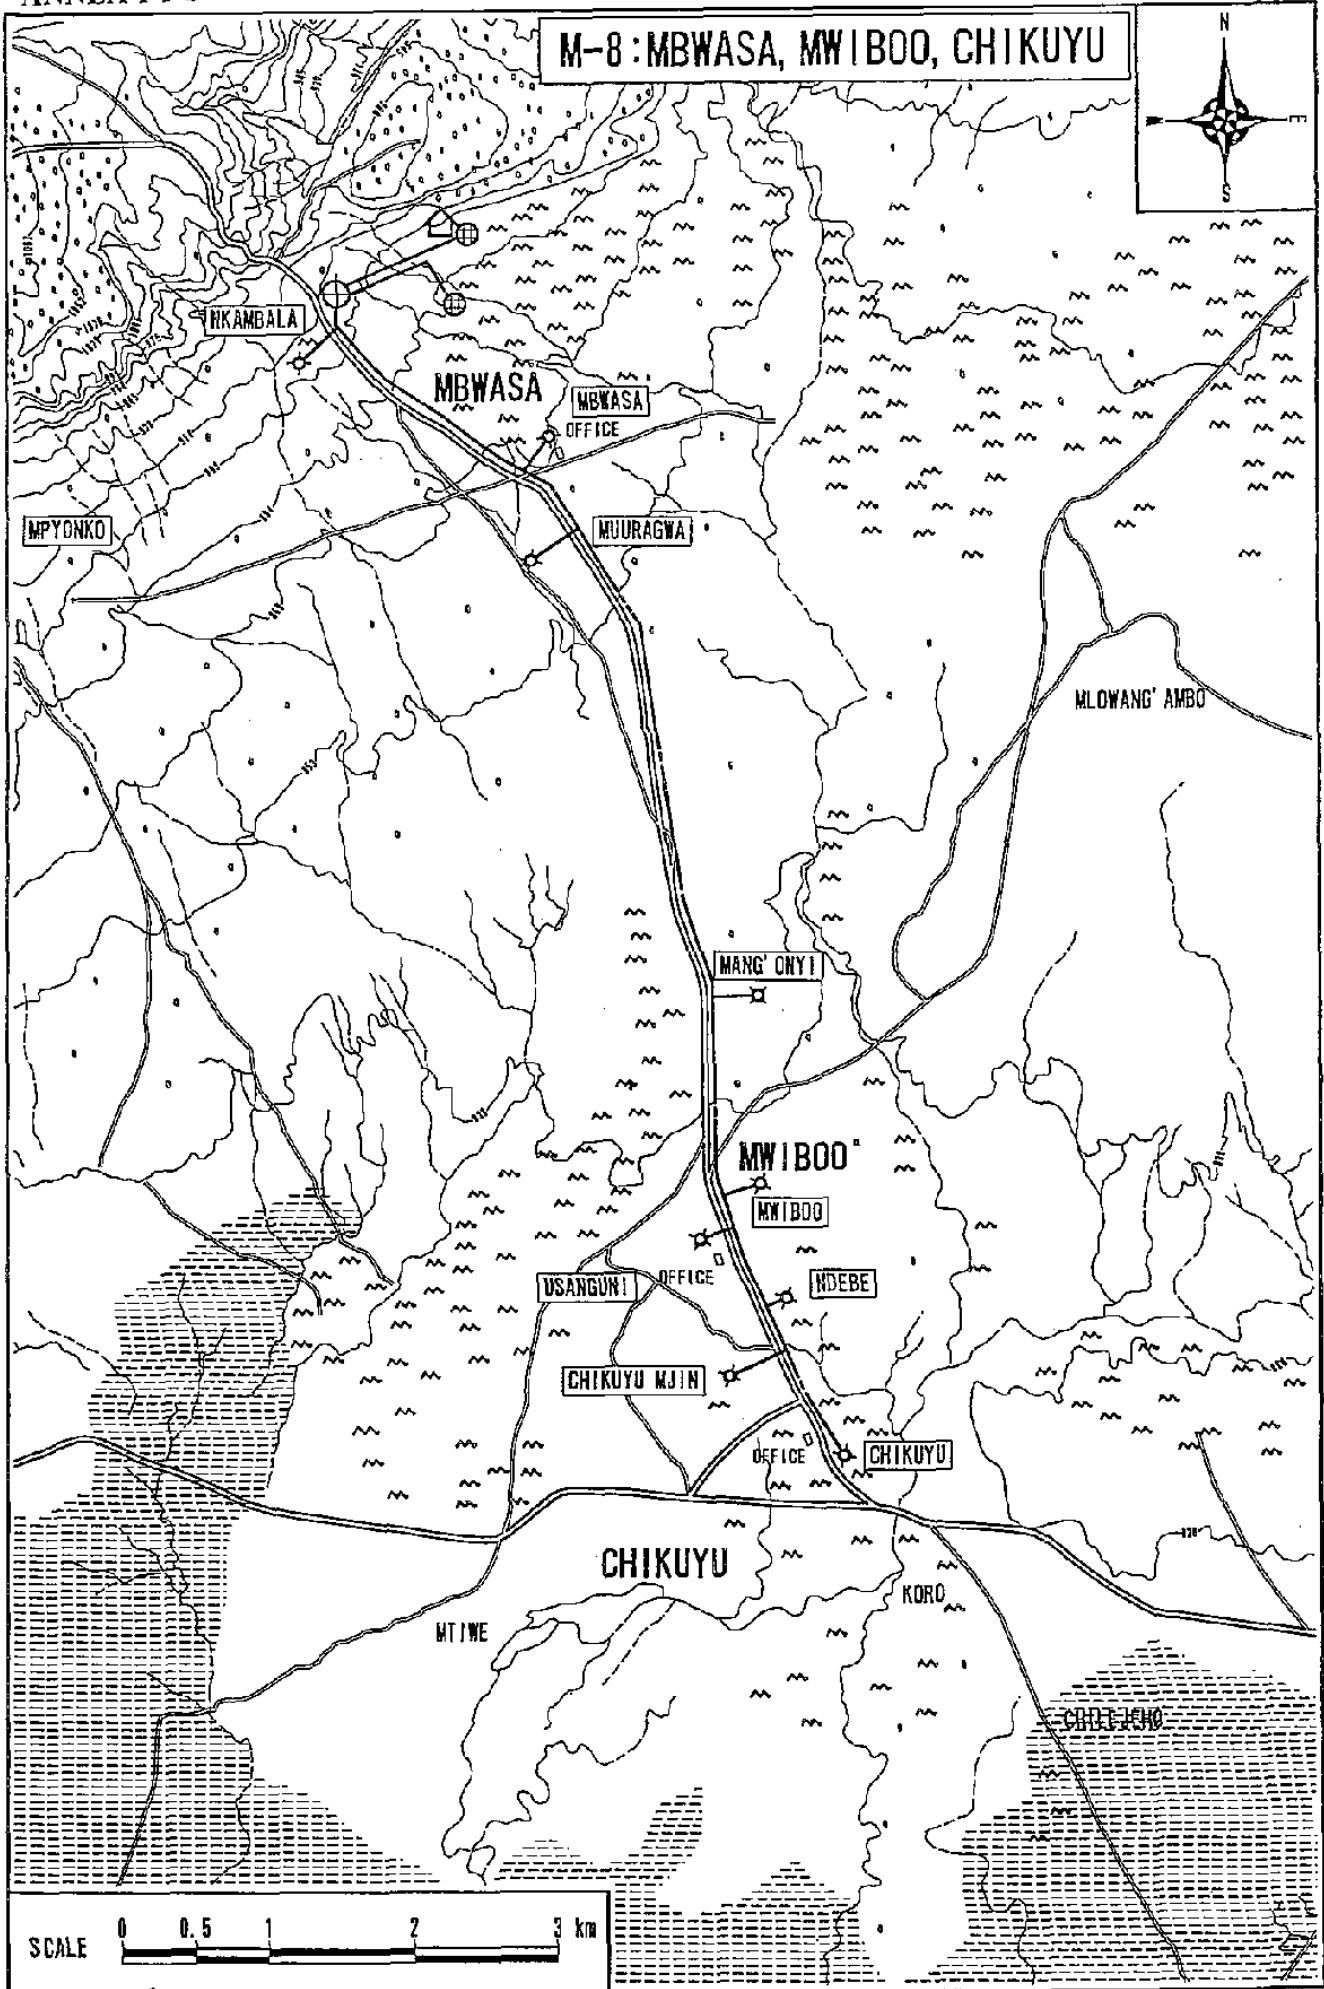 M-8:MBWASA, MWIBOO, CHIKUYU
N
E
S
NKAMBALA
MBWASA
MBWASA
OFFICE
MPYONKO
MUURAGWA
MLOWANG' AMBO
MANG' ONYI
MWIBOO
MWIBOO
USANGUNI
OFFICE
NDEBE
CHIKUYU MJIN
OFFICE
CHIKUYU
CHIKUYU
KORO
MTIWE
SCALE
0 0.5 1 2 3 km